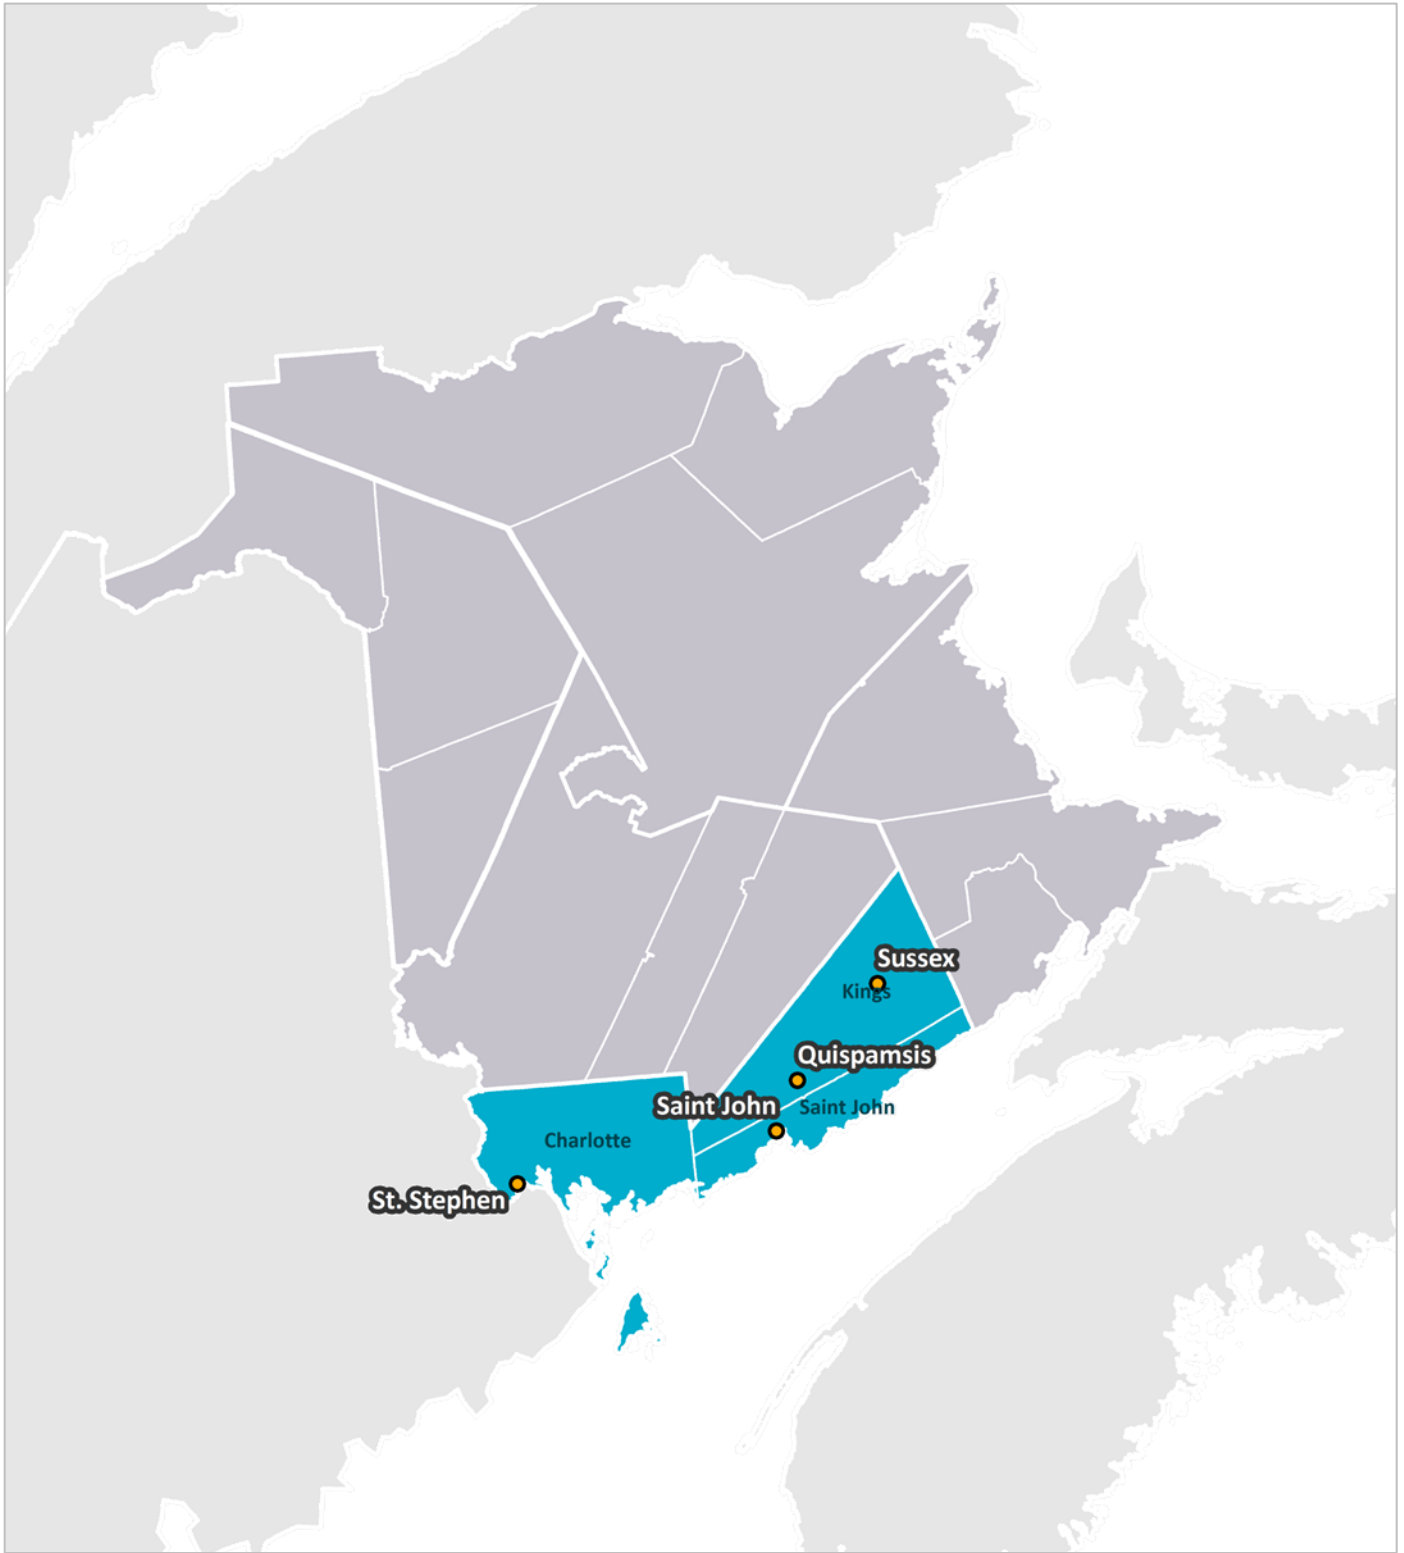 Sussex
Kings
Quispamsis
Saint John
Saint John
Charlotte
St. Stephen